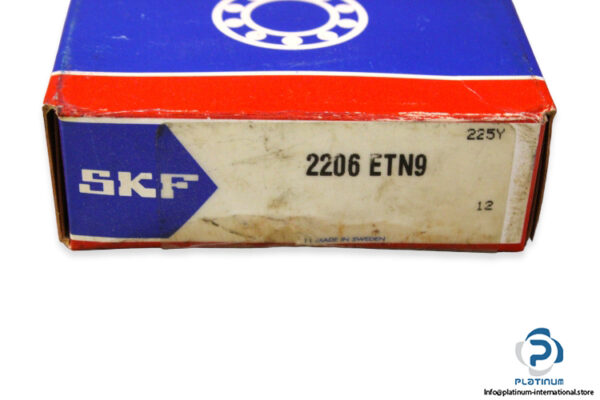 225Y
SKF
2206 ETN9
12
MADE IN SWEDEN
P
PLATINUM
Info@platinum-international.store